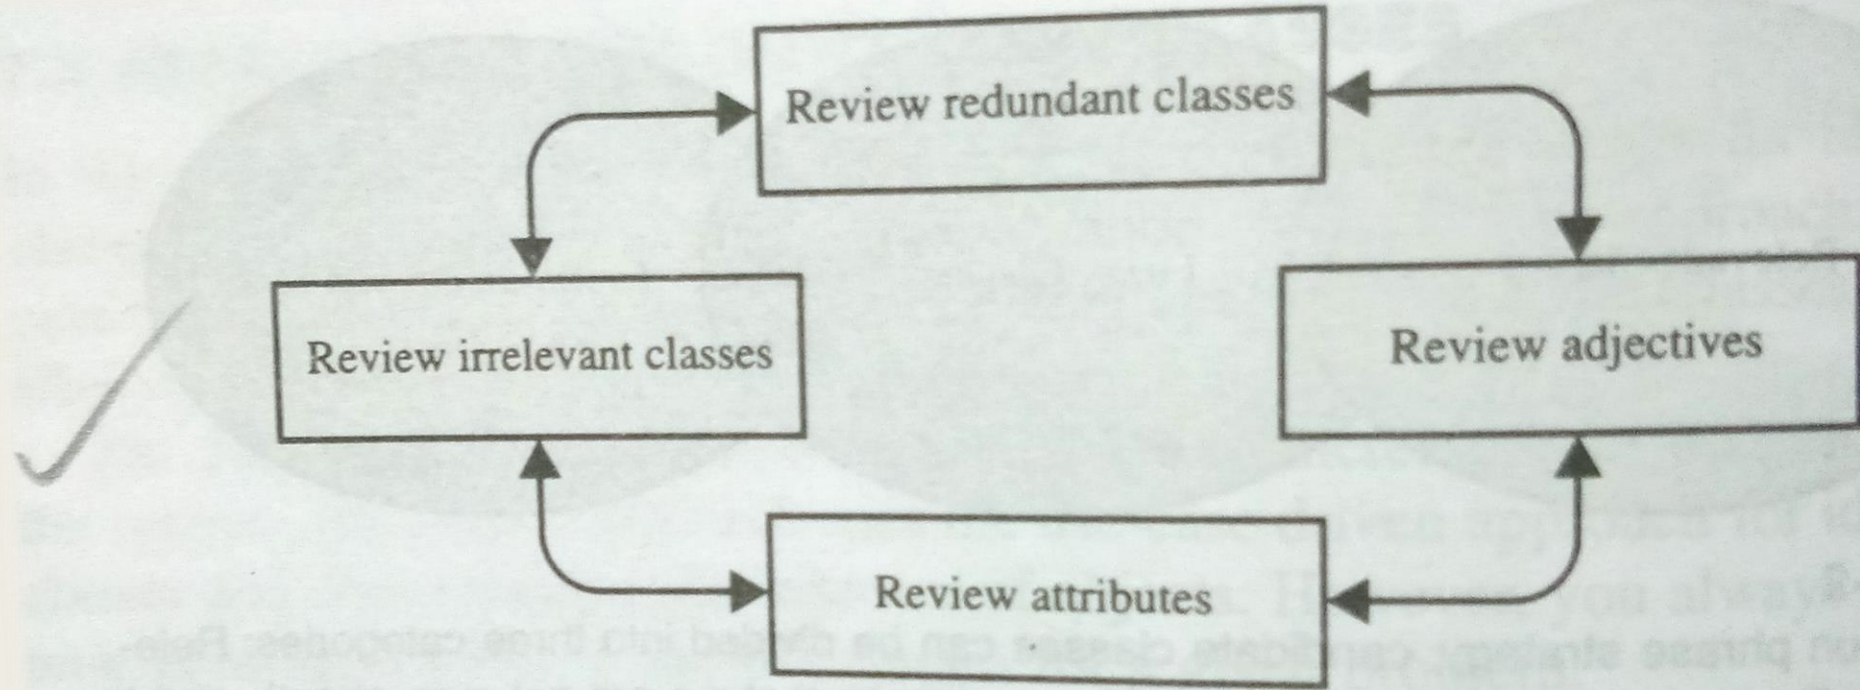 Review redundant classes
Review irrelevant classes
Review adjectives
Review attributes